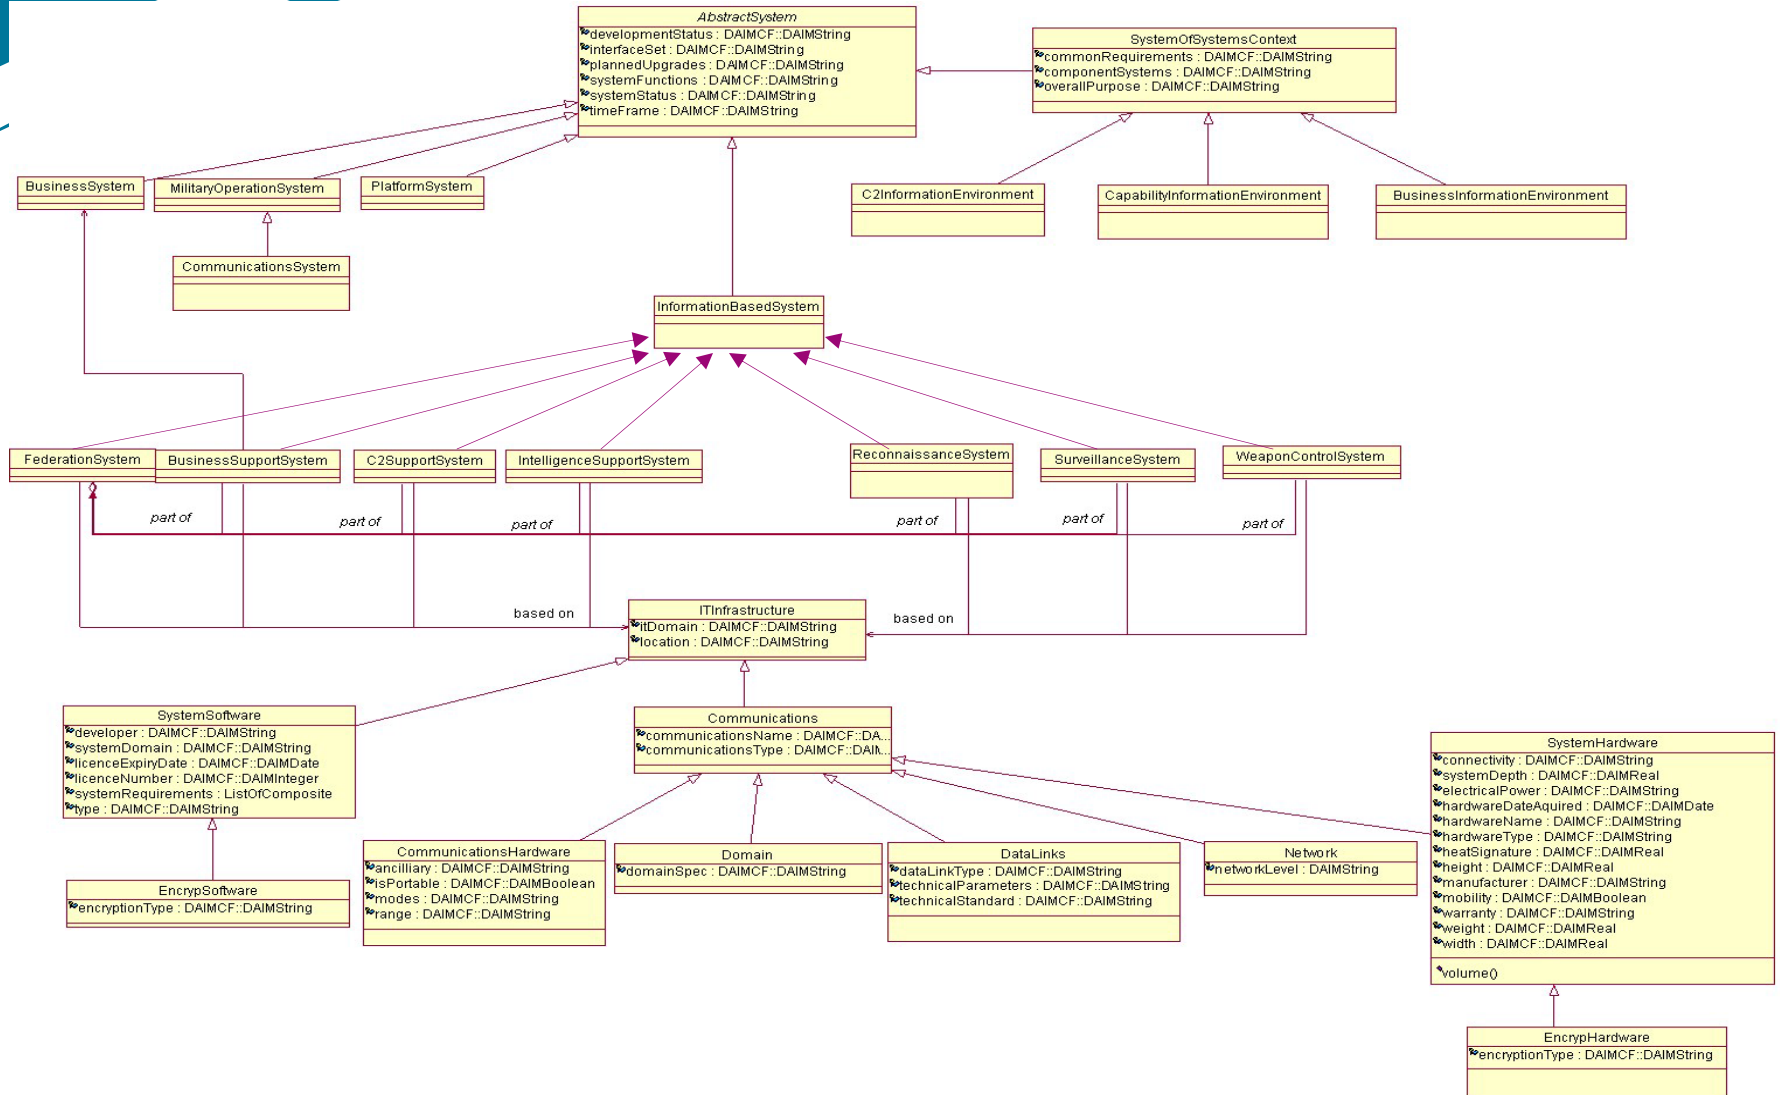 AbstractSystem
developmentStatus : DAIMCF::DAIMString
interfaceSet : DAIMCF::DAIMString
plannedUpgrades : DAIMCF::DAIMString
systemFunctions : DAIMCF::DAIMString
systemStatus : DAIMCF::DAIMString
timeFrame : DAIMCF::DAIMString
SystemOfSystemsContext
commonRequirements : DAIMCF::DAIMString
componentSystems : DAIMCF::DAIMString
overallPurpose : DAIMCF::DAIMString
BusinessSystem
MilitaryOperationSystem
PlatformSystem
C2InformationEnvironment
CapabilityInformationEnvironment
BusinessInformationEnvironment
CommunicationsSystem
InformationBasedSystem
FederationSystem
BusinessSupportSystem
C2SupportSystem
IntelligenceSupportSystem
ReconnaissanceSystem
SurveillanceSystem
WeaponControlSystem
part of
part of
part of
part of
part of
part of
based on
based on
ITInfrastructure
itDomain : DAIMCF::DAIMString
location : DAIMCF::DAIMString
SystemSoftware
developer : DAIMCF::DAIMString
systemDomain : DAIMCF::DAIMString
licenceExpiryDate : DAIMCF::DAIMDate
licenceNumber : DAIMCF::DAIMInteger
systemRequirements : ListOfComposite
type : DAIMCF::DAIMString
Communications
communicationsName : DAIMCF::DA...
communicationsType : DAIMCF::DAIM...
SystemHardware
connectivity : DAIMCF::DAIMString
systemDepth : DAIMCF::DAIMReal
electricalPower : DAIMCF::DAIMString
hardwareDateAquired : DAIMCF::DAIMDate
hardwareName : DAIMCF::DAIMString
hardwareType : DAIMCF::DAIMString
heatSignature : DAIMCF::DAIMReal
height : DAIMCF::DAIMReal
manufacturer : DAIMCF::DAIMString
mobility : DAIMCF::DAIMBoolean
warranty : DAIMCF::DAIMString
weight : DAIMCF::DAIMReal
width : DAIMCF::DAIMReal
volume()
EncrypSoftware
encryptionType : DAIMCF::DAIMString
CommunicationsHardware
ancilliary : DAIMCF::DAIMString
isPortable : DAIMCF::DAIMBoolean
modes : DAIMCF::DAIMString
range : DAIMCF::DAIMString
Domain
domainSpec : DAIMCF::DAIMString
DataLinks
dataLinkType : DAIMCF::DAIMString
technicalParameters : DAIMCF::DAIMString
technicalStandard : DAIMCF::DAIMString
Network
networkLevel : DAIMString
EncrypHardware
encryptionType : DAIMCF::DAIMString